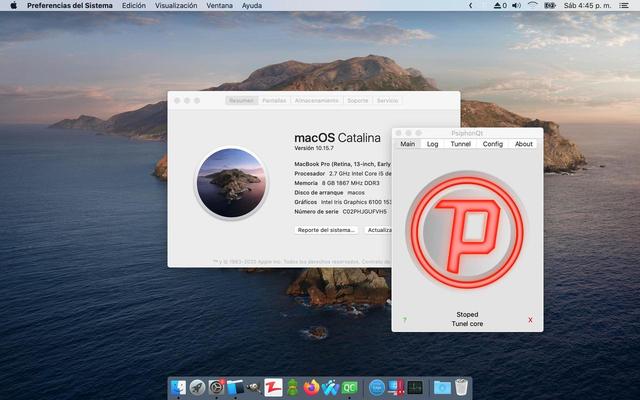 Preferencias del Sistema Edición Visualización Ventana Ayuda 0 Sáb 4:45 p. m.
Resumen Pantallas Almacenamiento Soporte Servicio
macOS Catalina
Versión 10.15.7
MacBook Pro (Retina, 13-inch, Early
Procesador 2.7 GHz Intel Core i5 de
Memoria 8 GB 1867 MHz DDR3
Disco de arranque macos
Gráficos Intel Iris Graphics 6100 153
Número de serie C02PHJGUFVH5
Reporte del sistema... Actualiza
™ y © 1983-2020 Apple Inc. Todos los derechos reservados. Contrato de
PsiphonQt
Main Log Tunnel Config About
P
Stoped
? X
Tunel core
QC